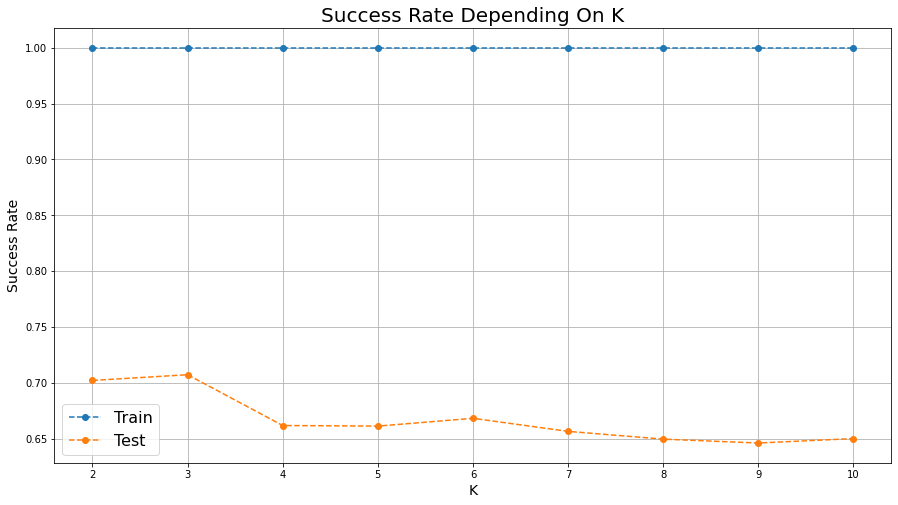 Success Rate Depending On K
1.00
0.95
0.90
0.85
0.80
0.75
0.70
0.65
Success Rate
Train
Test
2 3 4 5 6 7 8 9 10
K